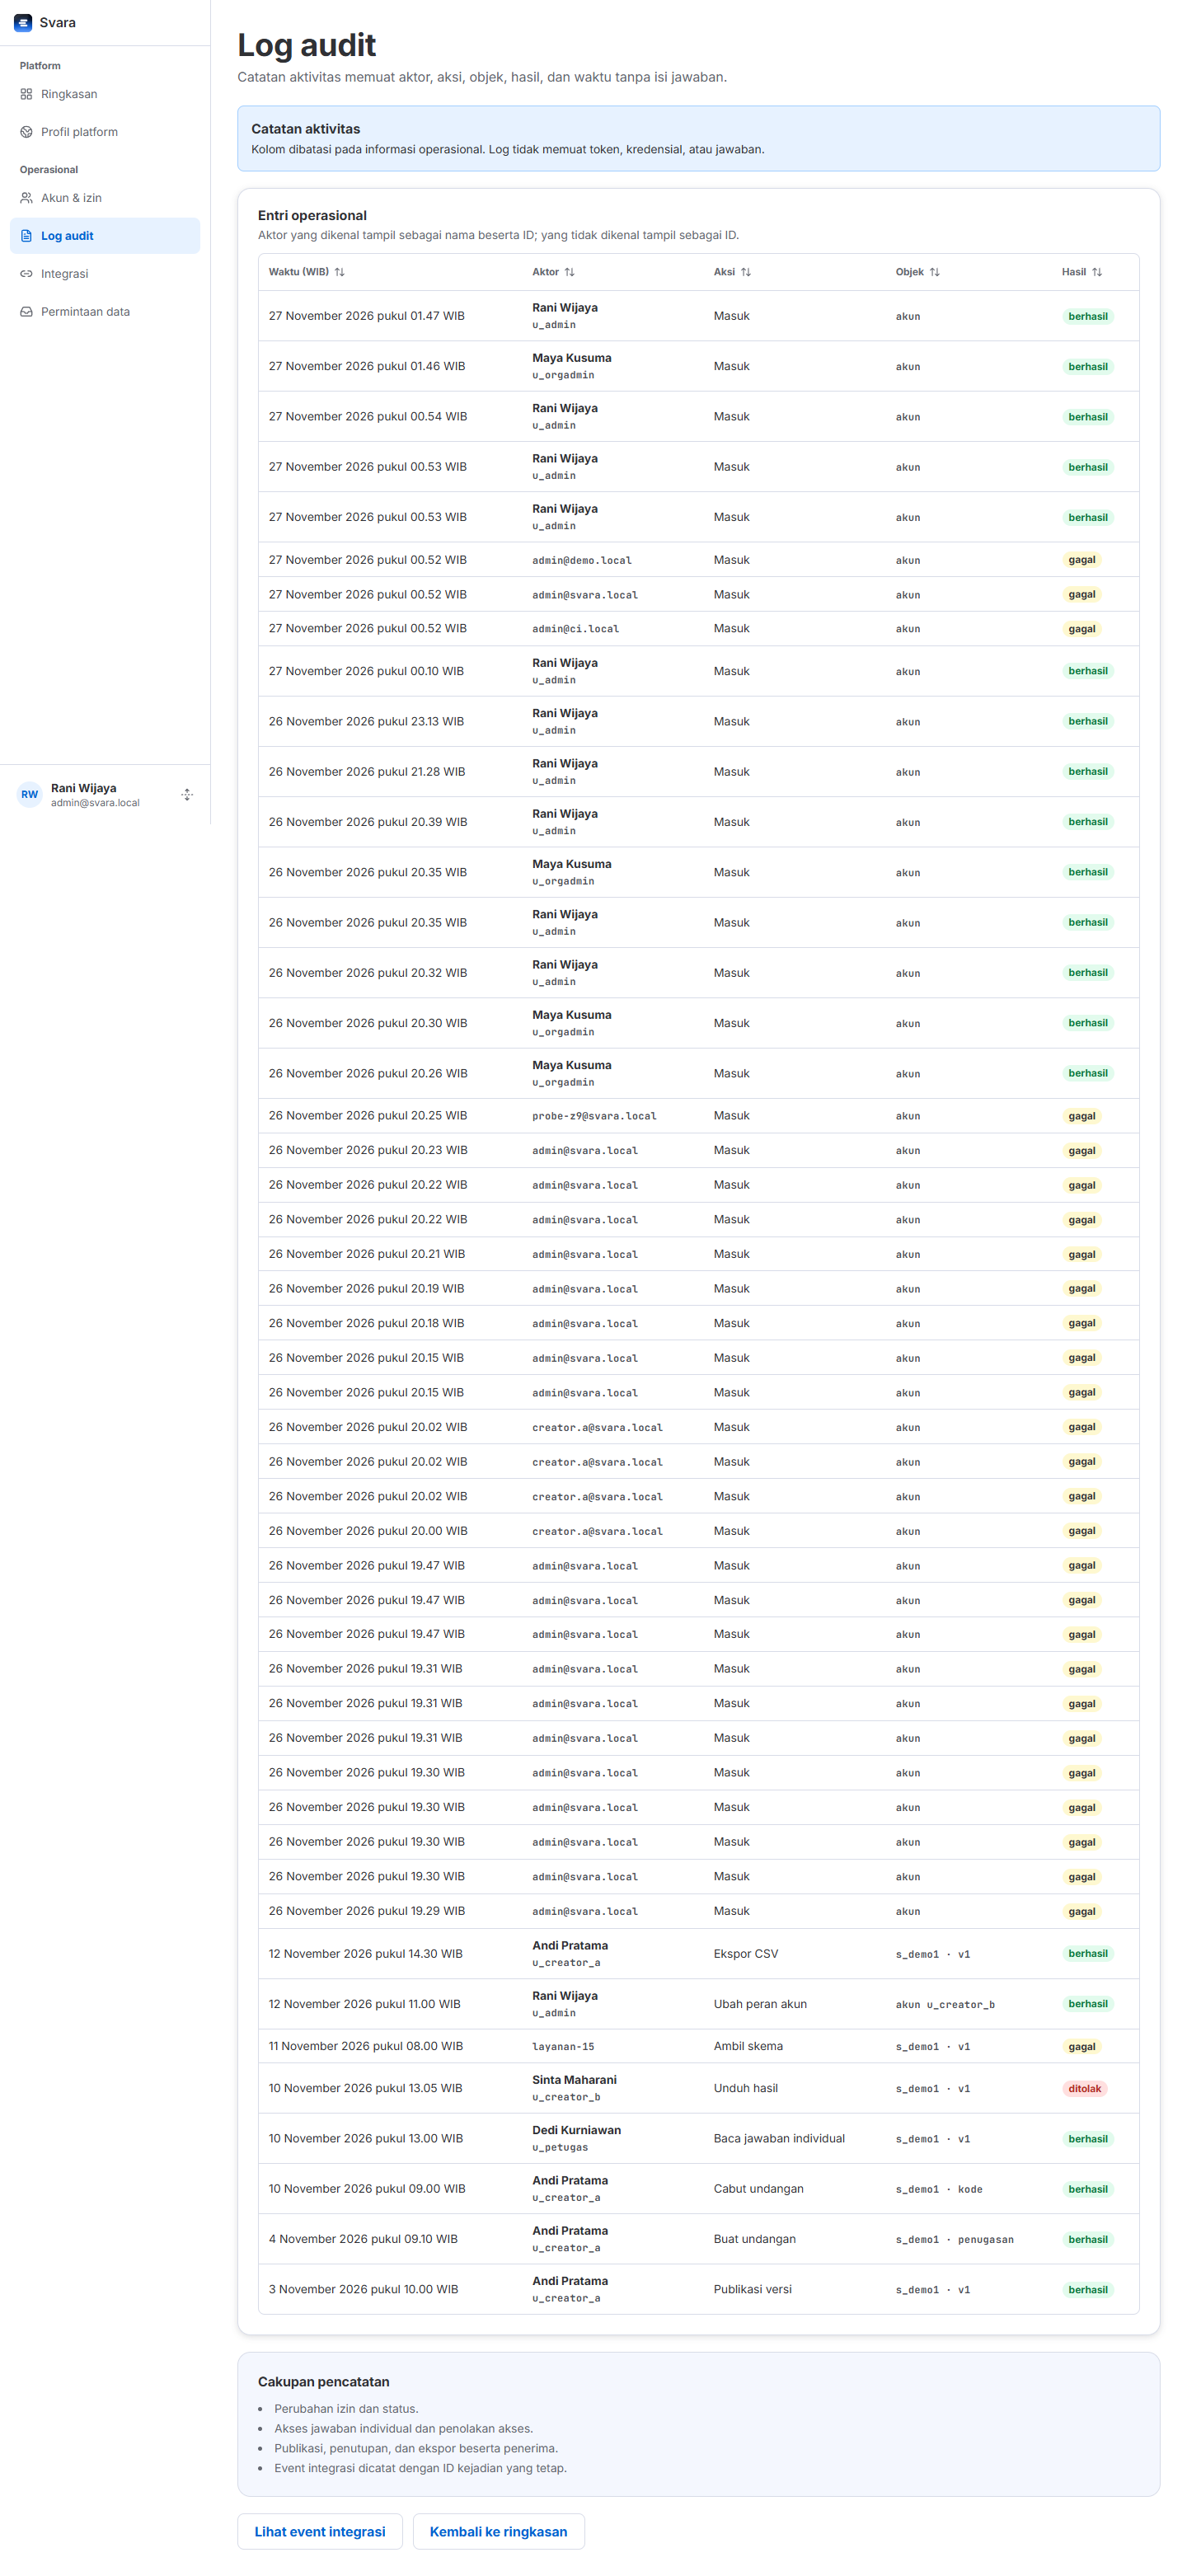 Svara
Platform
Ringkasan
Profil platform
Operasional
Akun & izin
Log audit
Integrasi
Permintaan data
RW
Rani Wijaya
admin@svara.local
Log audit
Catatan aktivitas memuat aktor, aksi, objek, hasil, dan waktu tanpa isi jawaban.
Catatan aktivitas
Kolom dibatasi pada informasi operasional. Log tidak memuat token, kredensial, atau jawaban.
Entri operasional
Aktor yang dikenal tampil sebagai nama beserta ID; yang tidak dikenal tampil sebagai ID.
Waktu (WIB) Aktor Aksi Objek Hasil
27 November 2026 pukul 01.47 WIB Rani Wijaya u_admin Masuk akun berhasil
27 November 2026 pukul 01.46 WIB Maya Kusuma u_orgadmin Masuk akun berhasil
27 November 2026 pukul 00.54 WIB Rani Wijaya u_admin Masuk akun berhasil
27 November 2026 pukul 00.53 WIB Rani Wijaya u_admin Masuk akun berhasil
27 November 2026 pukul 00.53 WIB Rani Wijaya u_admin Masuk akun berhasil
27 November 2026 pukul 00.52 WIB admin@demo.local Masuk akun gagal
27 November 2026 pukul 00.52 WIB admin@svara.local Masuk akun gagal
27 November 2026 pukul 00.52 WIB admin@ci.local Masuk akun gagal
27 November 2026 pukul 00.10 WIB Rani Wijaya u_admin Masuk akun berhasil
26 November 2026 pukul 23.13 WIB Rani Wijaya u_admin Masuk akun berhasil
26 November 2026 pukul 21.28 WIB Rani Wijaya u_admin Masuk akun berhasil
26 November 2026 pukul 20.39 WIB Rani Wijaya u_admin Masuk akun berhasil
26 November 2026 pukul 20.35 WIB Maya Kusuma u_orgadmin Masuk akun berhasil
26 November 2026 pukul 20.35 WIB Rani Wijaya u_admin Masuk akun berhasil
26 November 2026 pukul 20.32 WIB Rani Wijaya u_admin Masuk akun berhasil
26 November 2026 pukul 20.30 WIB Maya Kusuma u_orgadmin Masuk akun berhasil
26 November 2026 pukul 20.26 WIB Maya Kusuma u_orgadmin Masuk akun berhasil
26 November 2026 pukul 20.25 WIB probe-z9@svara.local Masuk akun gagal
26 November 2026 pukul 20.23 WIB admin@svara.local Masuk akun gagal
26 November 2026 pukul 20.22 WIB admin@svara.local Masuk akun gagal
26 November 2026 pukul 20.22 WIB admin@svara.local Masuk akun gagal
26 November 2026 pukul 20.21 WIB admin@svara.local Masuk akun gagal
26 November 2026 pukul 20.19 WIB admin@svara.local Masuk akun gagal
26 November 2026 pukul 20.18 WIB admin@svara.local Masuk akun gagal
26 November 2026 pukul 20.15 WIB admin@svara.local Masuk akun gagal
26 November 2026 pukul 20.15 WIB admin@svara.local Masuk akun gagal
26 November 2026 pukul 20.02 WIB creator.a@svara.local Masuk akun gagal
26 November 2026 pukul 20.02 WIB creator.a@svara.local Masuk akun gagal
26 November 2026 pukul 20.02 WIB creator.a@svara.local Masuk akun gagal
26 November 2026 pukul 20.00 WIB creator.a@svara.local Masuk akun gagal
26 November 2026 pukul 19.47 WIB admin@svara.local Masuk akun gagal
26 November 2026 pukul 19.47 WIB admin@svara.local Masuk akun gagal
26 November 2026 pukul 19.47 WIB admin@svara.local Masuk akun gagal
26 November 2026 pukul 19.31 WIB admin@svara.local Masuk akun gagal
26 November 2026 pukul 19.31 WIB admin@svara.local Masuk akun gagal
26 November 2026 pukul 19.31 WIB admin@svara.local Masuk akun gagal
26 November 2026 pukul 19.30 WIB admin@svara.local Masuk akun gagal
26 November 2026 pukul 19.30 WIB admin@svara.local Masuk akun gagal
26 November 2026 pukul 19.30 WIB admin@svara.local Masuk akun gagal
26 November 2026 pukul 19.30 WIB admin@svara.local Masuk akun gagal
26 November 2026 pukul 19.29 WIB admin@svara.local Masuk akun gagal
12 November 2026 pukul 14.30 WIB Andi Pratama u_creator_a Ekspor CSV s_demo1 · v1 berhasil
12 November 2026 pukul 11.00 WIB Rani Wijaya u_admin Ubah peran akun akun u_creator_b berhasil
11 November 2026 pukul 08.00 WIB layanan-15 Ambil skema s_demo1 · v1 gagal
10 November 2026 pukul 13.05 WIB Sinta Maharani u_creator_b Unduh hasil s_demo1 · v1 ditolak
10 November 2026 pukul 13.00 WIB Dedi Kurniawan u_petugas Baca jawaban individual s_demo1 · v1 berhasil
10 November 2026 pukul 09.00 WIB Andi Pratama u_creator_a Cabut undangan s_demo1 · kode berhasil
4 November 2026 pukul 09.10 WIB Andi Pratama u_creator_a Buat undangan s_demo1 · penugasan berhasil
3 November 2026 pukul 10.00 WIB Andi Pratama u_creator_a Publikasi versi s_demo1 · v1 berhasil
Cakupan pencatatan
• Perubahan izin dan status.
• Akses jawaban individual dan penolakan akses.
• Publikasi, penutupan, dan ekspor beserta penerima.
• Event integrasi dicatat dengan ID kejadian yang tetap.
Lihat event integrasi
Kembali ke ringkasan